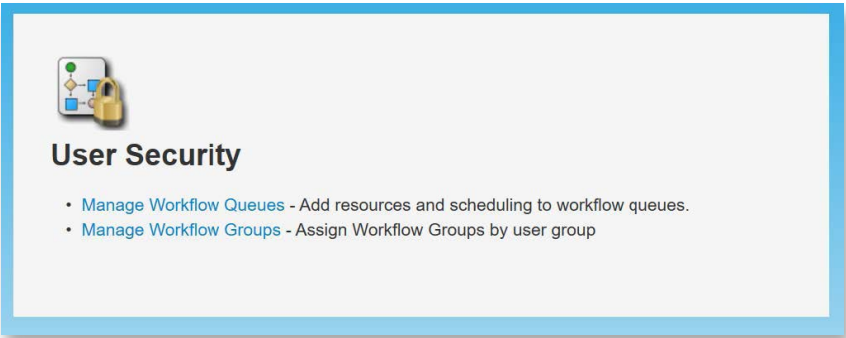 User Security
• Manage Workflow Queues - Add resources and scheduling to workflow queues.
• Manage Workflow Groups - Assign Workflow Groups by user group